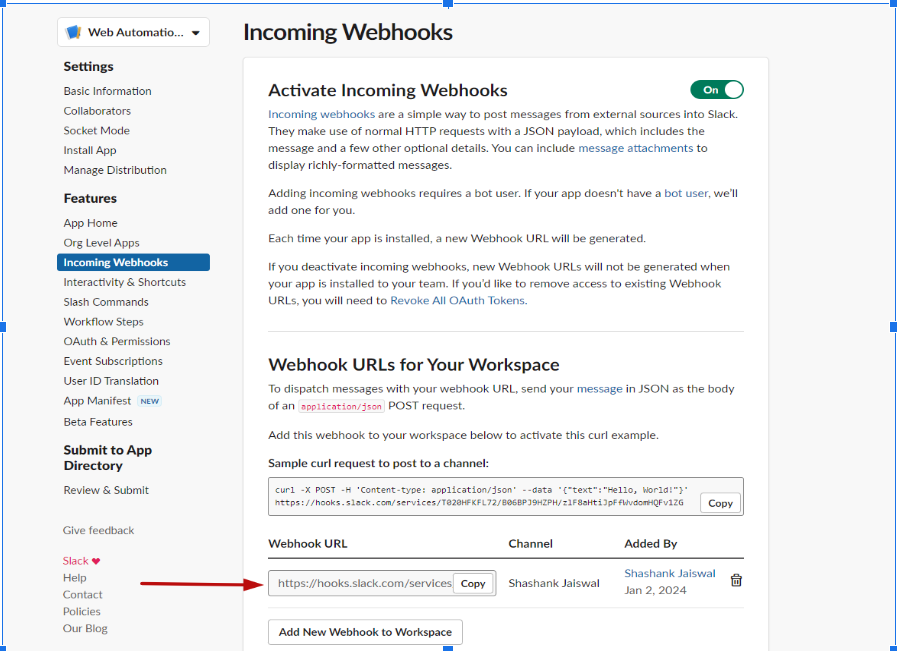 Web Automatio...
Incoming Webhooks
Settings
Basic Information
Collaborators
Socket Mode
Install App
Manage Distribution
Features
App Home
Org Level Apps
Incoming Webhooks
Interactivity & Shortcuts
Slash Commands
Workflow Steps
OAuth & Permissions
Event Subscriptions
User ID Translation
App Manifest NEW
Beta Features
Submit to App
Directory
Review & Submit
Give feedback
Slack ❤
Help
Contact
Policies
Our Blog
Activate Incoming Webhooks
On
Incoming webhooks are a simple way to post messages from external sources into Slack.
They make use of normal HTTP requests with a JSON payload, which includes the
message and a few other optional details. You can include message attachments to
display richly-formatted messages.
Adding incoming webhooks requires a bot user. If your app doesn't have a bot user, we'll
add one for you.
Each time your app is installed, a new Webhook URL will be generated.
If you deactivate incoming webhooks, new Webhook URLs will not be generated when
your app is installed to your team. If you'd like to remove access to existing Webhook
URLs, you will need to Revoke All OAuth Tokens.
Webhook URLs for Your Workspace
To dispatch messages with your webhook URL, send your message in JSON as the body
of an application/json POST request.
Add this webhook to your workspace below to activate this curl example.
Sample curl request to post to a channel:
curl -X POST -H 'Content-type: application/json' --data '{"text":"Hello, World!"}'
Copy
Webhook URL Channel Added By
https://hooks.slack.com/services Copy Shashank Jaiswal Shashank Jaiswal
Jan 2, 2024
Add New Webhook to Workspace